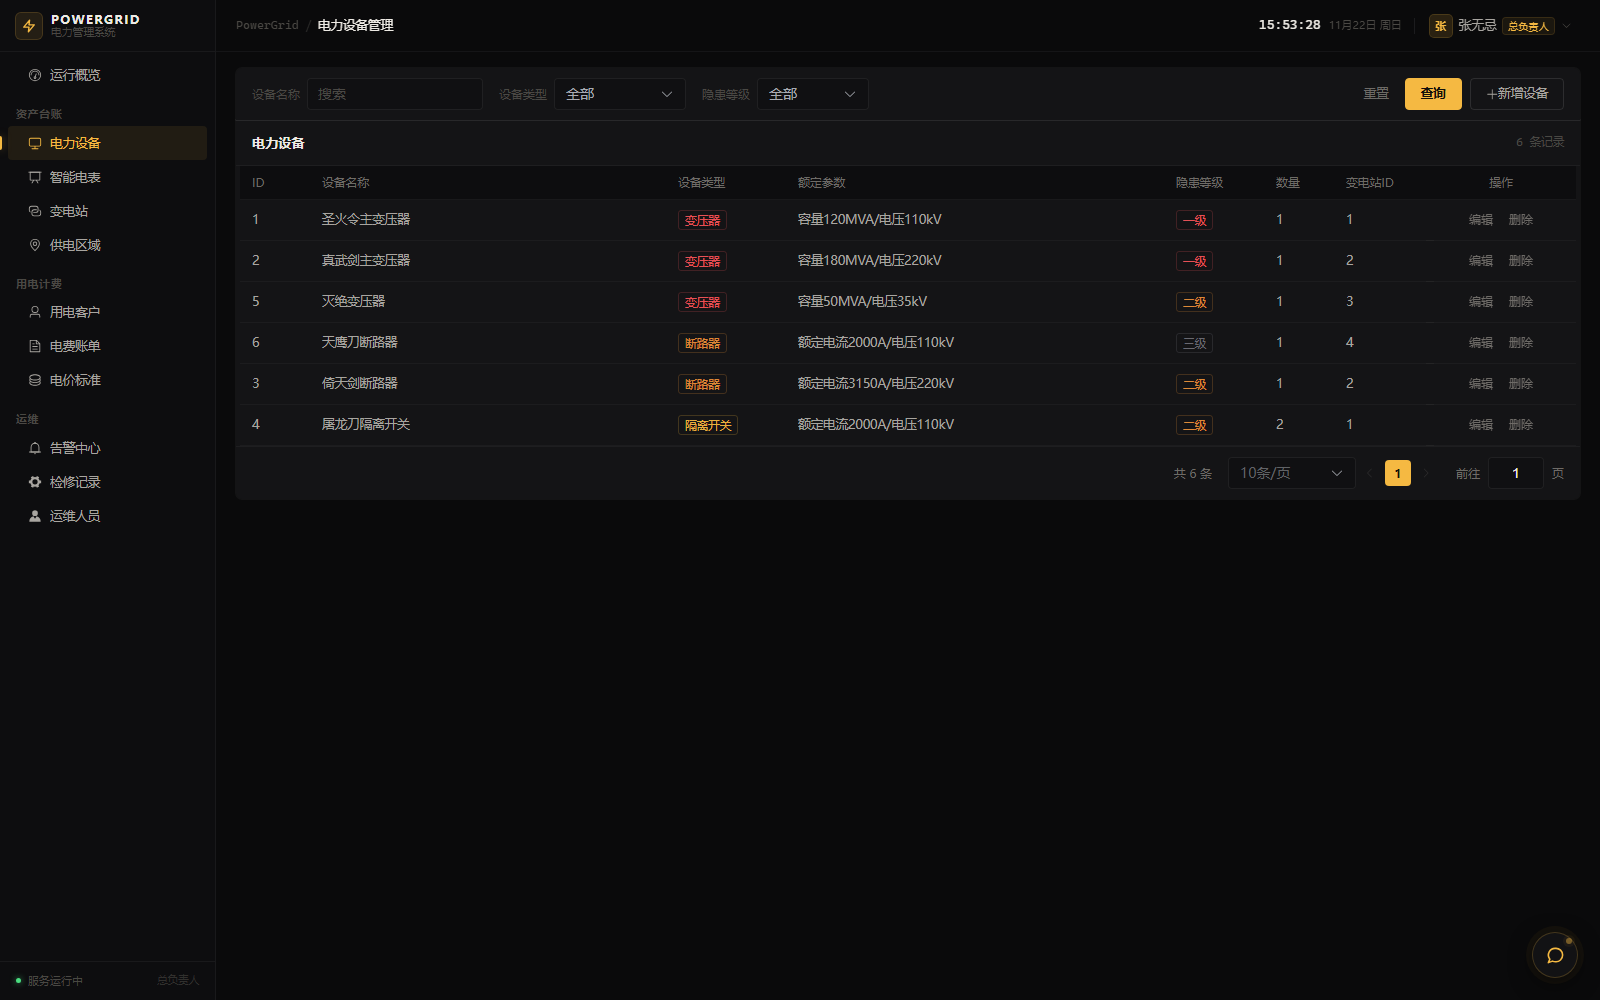 POWERGRID
电力管理系统
运行概览
资产台账
电力设备
智能电表
变电站
供电区域
用电计费
用电客户
电费账单
电价标准
运维
告警中心
检修记录
运维人员
服务运行中 总负责人
PowerGrid / 电力设备管理
15:53:28 11月22日 周日 张 张无忌 总负责人
设备名称 搜索 设备类型 全部 隐患等级 全部 重置 查询 +新增设备
电力设备 6 条记录
ID 设备名称 设备类型 额定参数 隐患等级 数量 变电站ID 操作
1 圣火令主变压器 变压器 容量120MVA/电压110kV 一级 1 1 编辑 删除
2 真武剑主变压器 变压器 容量180MVA/电压220kV 一级 1 2 编辑 删除
5 灭绝变压器 变压器 容量50MVA/电压35kV 二级 1 3 编辑 删除
6 天鹰刀断路器 断路器 额定电流2000A/电压110kV 三级 1 4 编辑 删除
3 倚天剑断路器 断路器 额定电流3150A/电压220kV 二级 1 2 编辑 删除
4 屠龙刀隔离开关 隔离开关 额定电流2000A/电压110kV 二级 2 1 编辑 删除
共 6 条 10条/页 1 前往 1 页